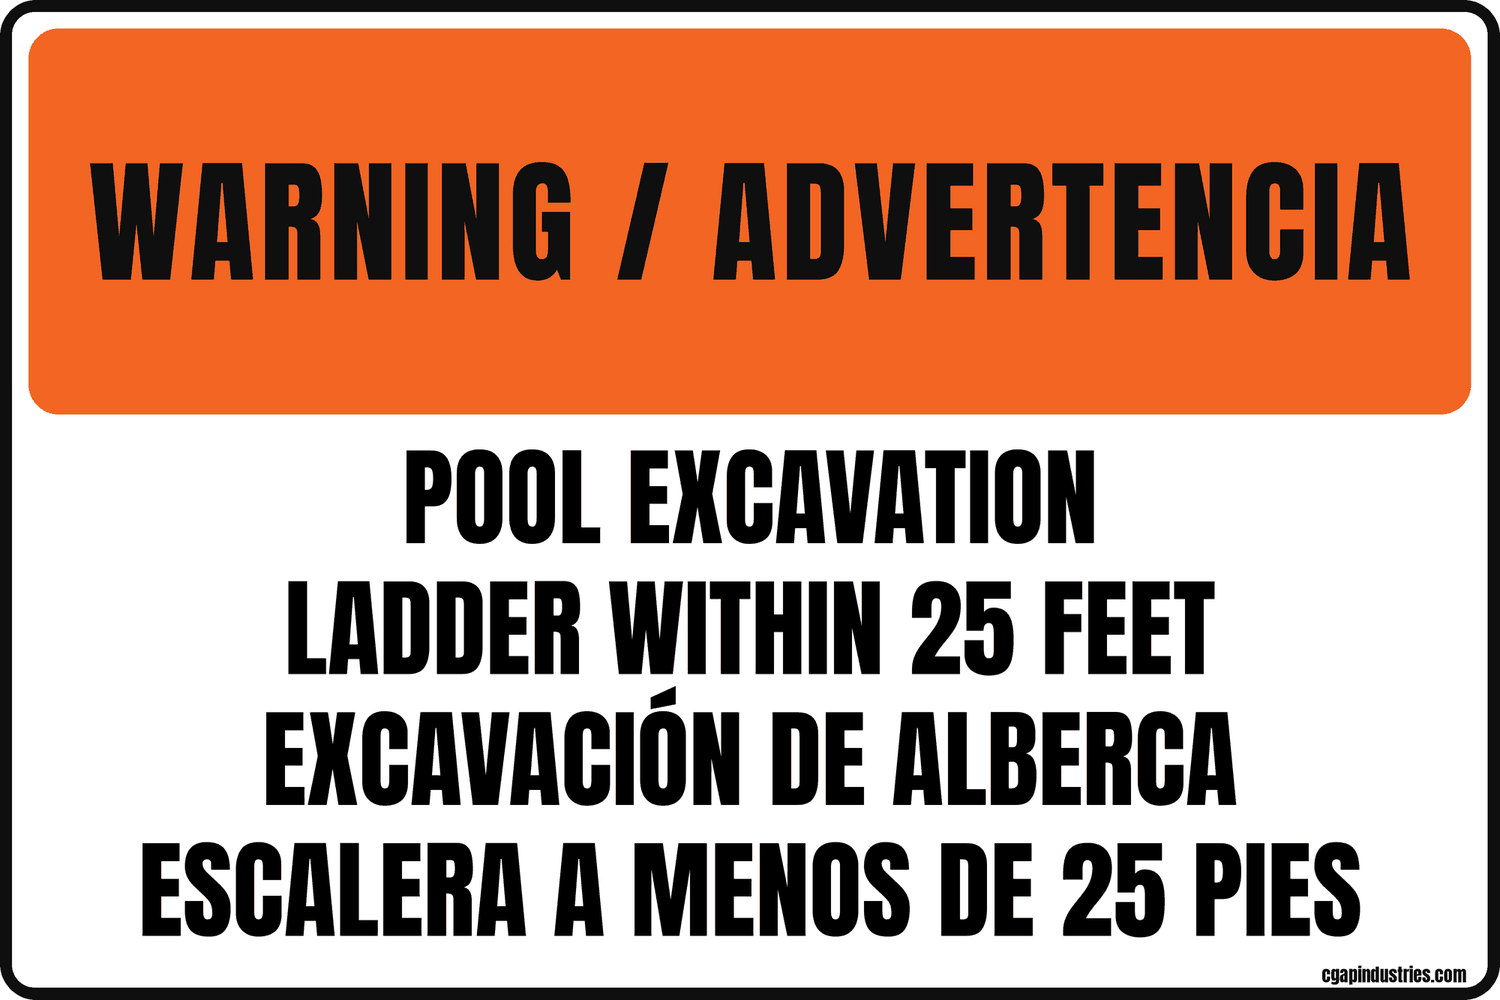 WARNING / ADVERTENCIA
POOL EXCAVATION
LADDER WITHIN 25 FEET
EXCAVACIÓN DE ALBERCA
ESCALERA A MENOS DE 25 PIES
cgapindustries.com